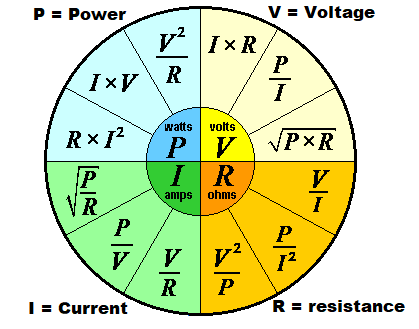 P = Power
V = Voltage
V²/R
I × R
I × V
P/I
R × I²
√(P × R)
watts
volts
P
V
I
R
amps
ohms
√(P/R)
V/I
P/V
P/I²
V/R
V²/P
I = Current
R = resistance